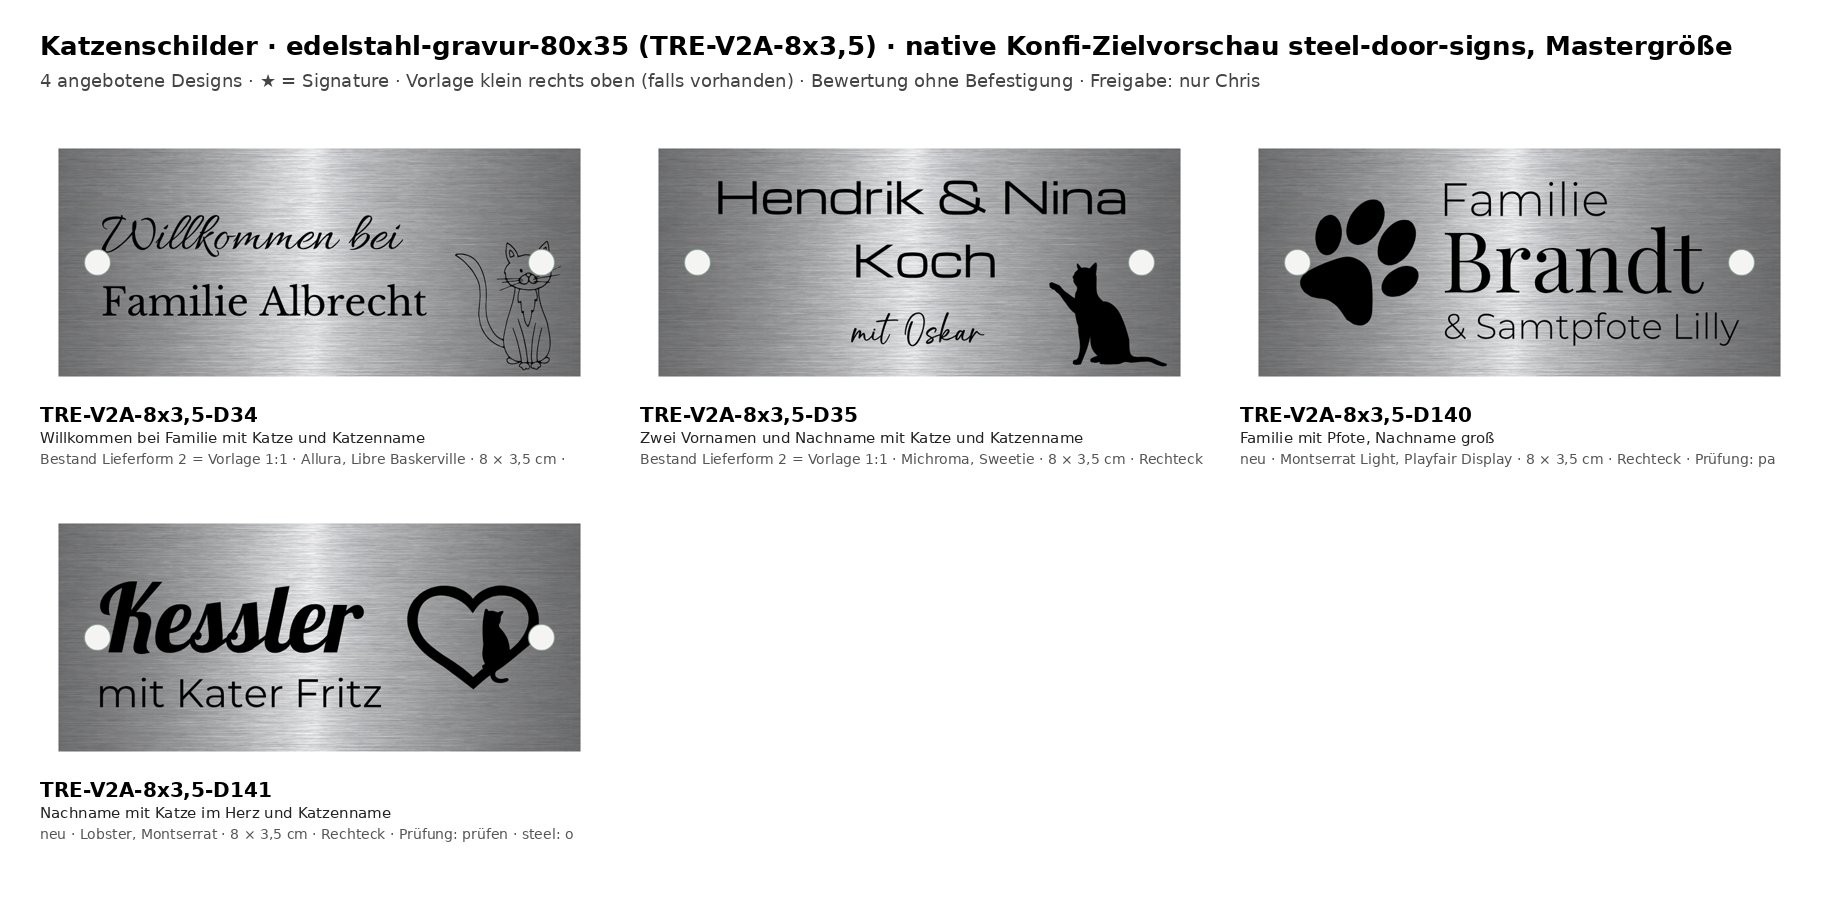 Katzenschilder · edelstahl-gravur-80x35 (TRE-V2A-8x3,5) · native Konfi-Zielvorschau steel-door-signs, Mastergröße
4 angebotene Designs · ★ = Signature · Vorlage klein rechts oben (falls vorhanden) · Bewertung ohne Befestigung · Freigabe: nur Chris
Willkommen bei
Familie Albrecht
TRE-V2A-8x3,5-D34
Willkommen bei Familie mit Katze und Katzenname
Bestand Lieferform 2 = Vorlage 1:1 · Allura, Libre Baskerville · 8 × 3,5 cm ·
Hendrik & Nina
Koch
mit Oskar
TRE-V2A-8x3,5-D35
Zwei Vornamen und Nachname mit Katze und Katzenname
Bestand Lieferform 2 = Vorlage 1:1 · Michroma, Sweetie · 8 × 3,5 cm · Rechteck
Familie
Brandt
& Samtpfote Lilly
TRE-V2A-8x3,5-D140
Familie mit Pfote, Nachname groß
neu · Montserrat Light, Playfair Display · 8 × 3,5 cm · Rechteck · Prüfung: pa
Kessler
mit Kater Fritz
TRE-V2A-8x3,5-D141
Nachname mit Katze im Herz und Katzenname
neu · Lobster, Montserrat · 8 × 3,5 cm · Rechteck · Prüfung: prüfen · steel: o